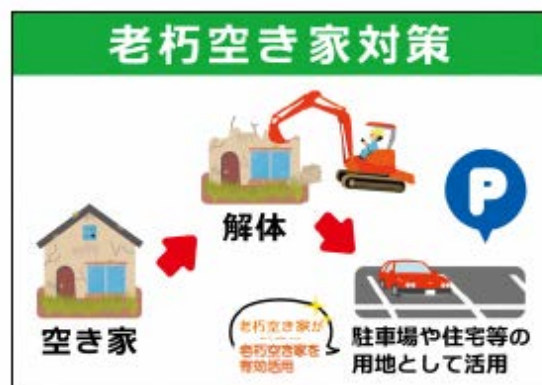 老朽空き家対策
解体
空き家
P
老朽空き家が
老朽空き家を
有効活用
駐車場や住宅等の
用地として活用